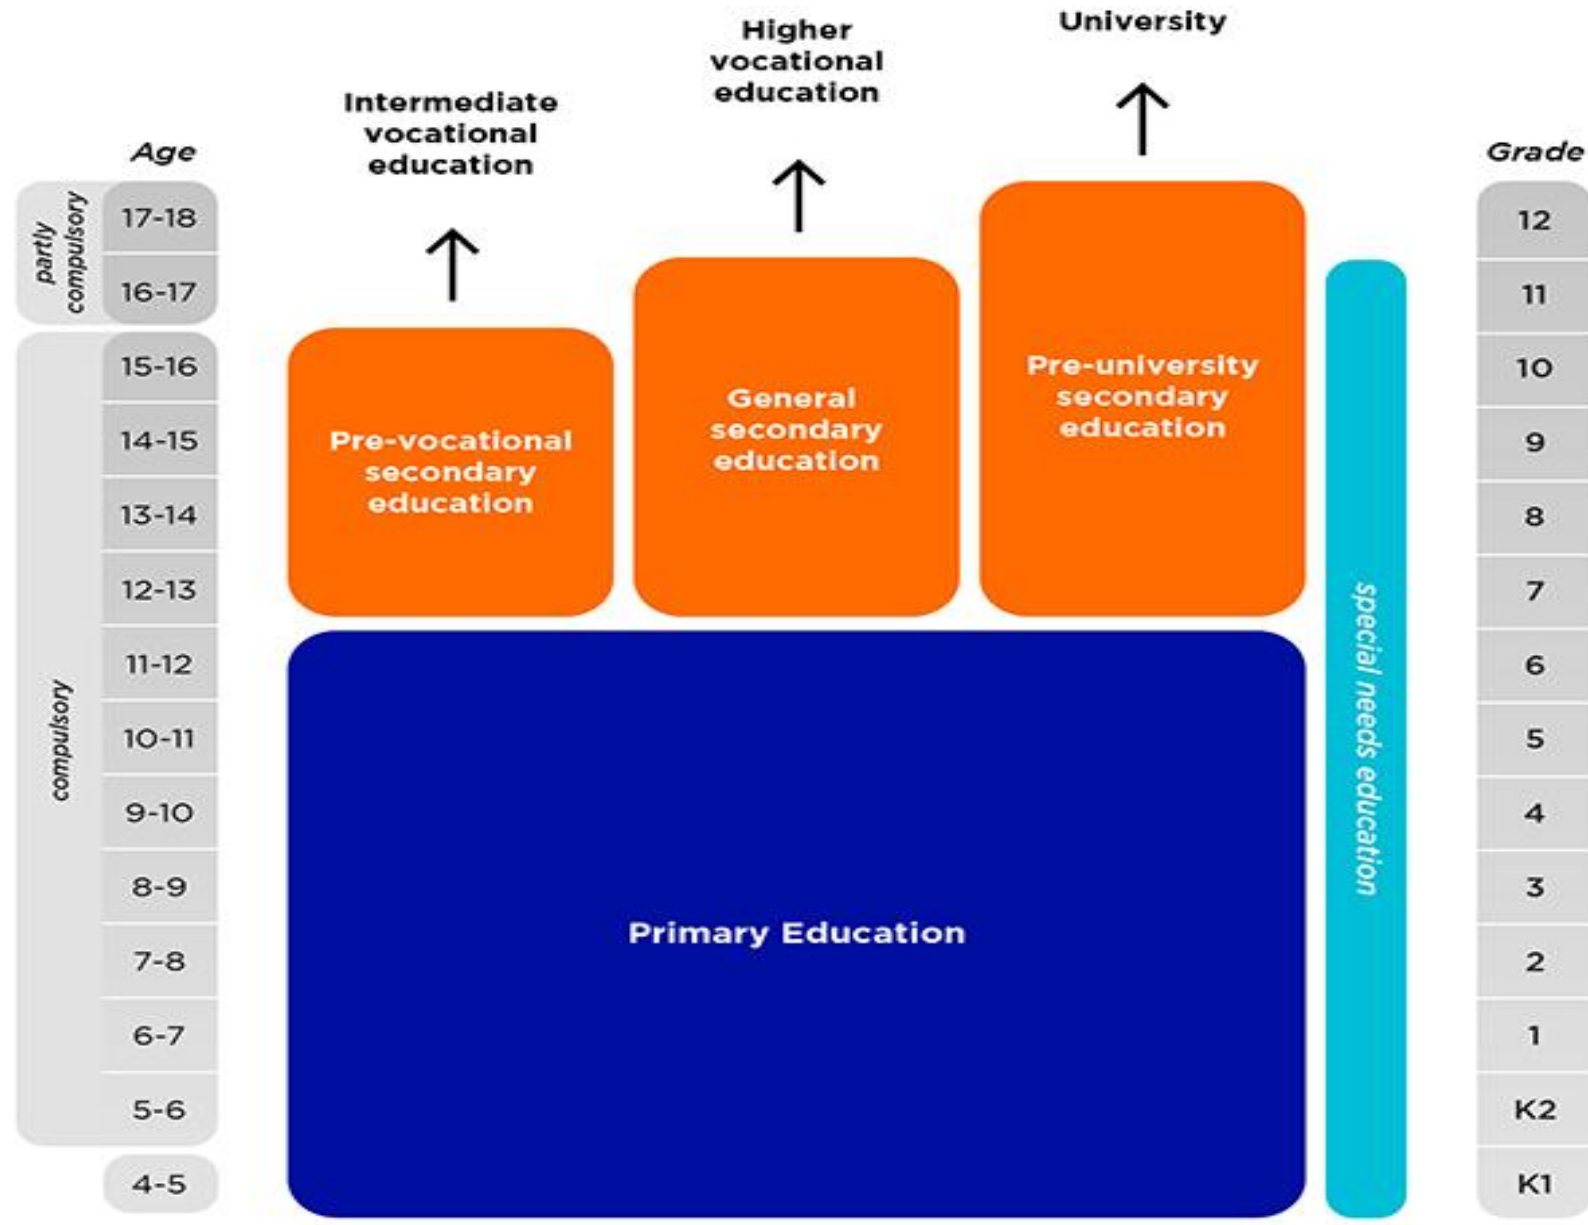 Age
partly
compulsory
17-18
16-17
compulsory
15-16
14-15
13-14
12-13
11-12
10-11
9-10
8-9
7-8
6-7
5-6
4-5
Intermediate
vocational
education
Higher
vocational
education
University
Pre-vocational
secondary
education
General
secondary
education
Pre-university
secondary
education
Primary Education
special needs education
Grade
12
11
10
9
8
7
6
5
4
3
2
1
K2
K1